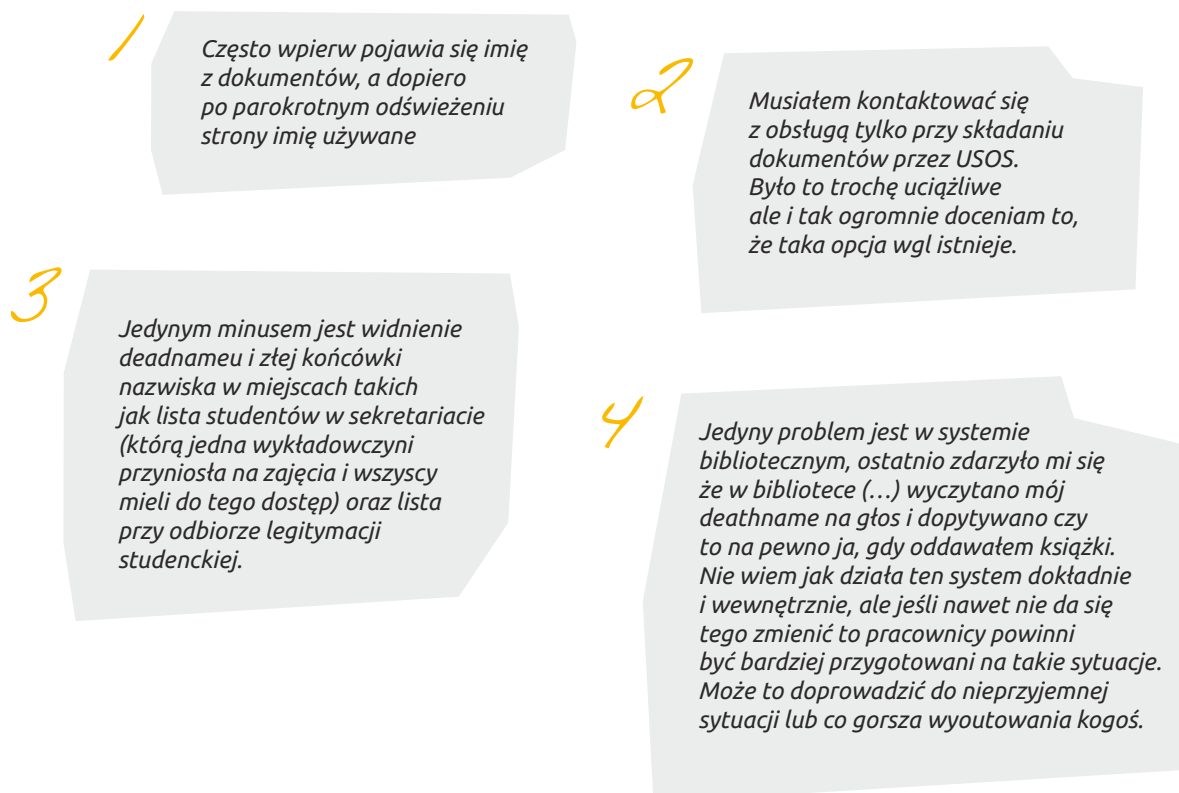 1
Często wpierw pojawia się imię
z dokumentów, a dopiero
po parokrotnym odświeżeniu
strony imię używane
2
Musiałem kontaktować się
z obsługą tylko przy składaniu
dokumentów przez USOS.
Było to trochę uciążliwe
ale i tak ogromnie doceniam to,
że taka opcja wgl istnieje.
3
Jedynym minusem jest widnienie
deadnameu i złej końcówki
nazwiska w miejscach takich
jak lista studentów w sekretariacie
(którą jedna wykładowczyni
przyniosła na zajęcia i wszyscy
mieli do tego dostęp) oraz lista
przy odbiorze legitymacji
studenckiej.
4
Jedyny problem jest w systemie
bibliotecznym, ostatnio zdarzyło mi się
że w bibliotece (…) wyczytano mój
deathname na głos i dopytywano czy
to na pewno ja, gdy oddawałem książki.
Nie wiem jak działa ten system dokładnie
i wewnętrznie, ale jeśli nawet nie da się
tego zmienić to pracownicy powinni
być bardziej przygotowani na takie sytuacje.
Może to doprowadzić do nieprzyjemnej
sytuacji lub co gorsza wyoutowania kogoś.